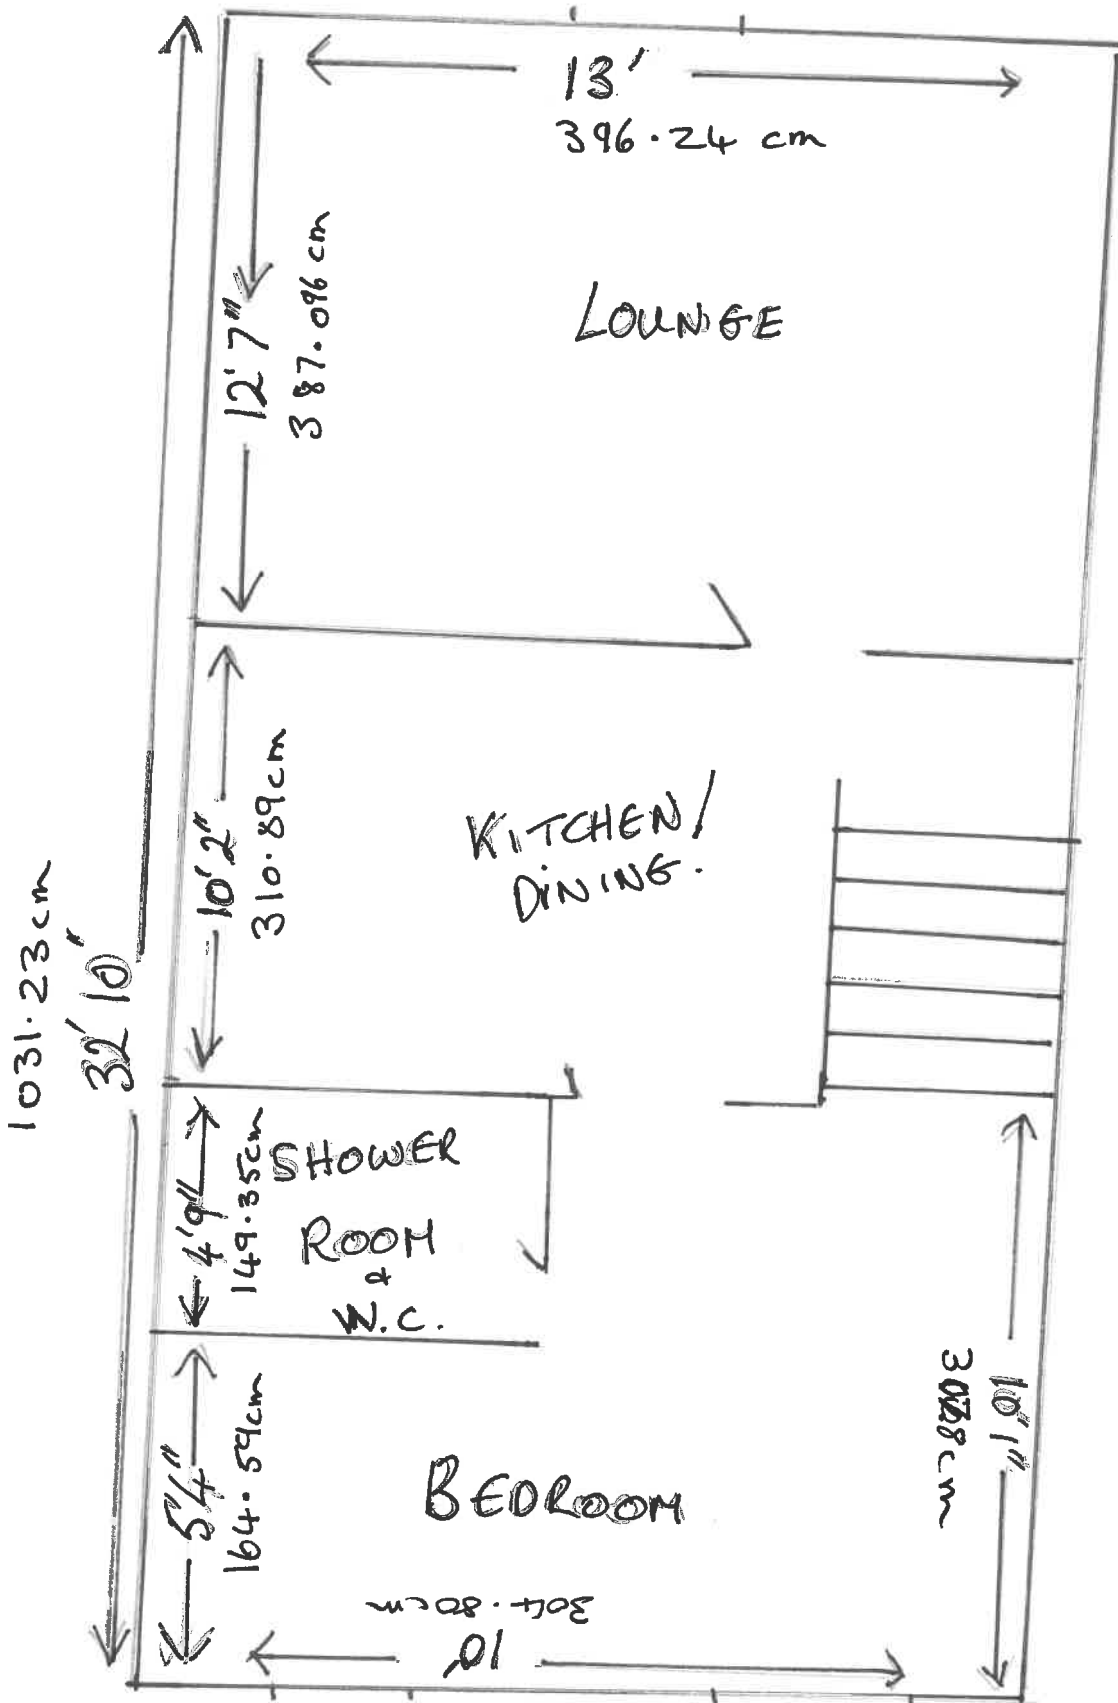 13'
396.24 cm
12'7"
387.096 cm
LOUNGE
10'2"
310.89cm
KITCHEN/
DINING.
1031.23cm
32'10"
4'9"
149.35cm
SHOWER
ROOM
&
W.C.
5'4"
164.59cm
BEDROOM
10'1"
304.80cm
10'